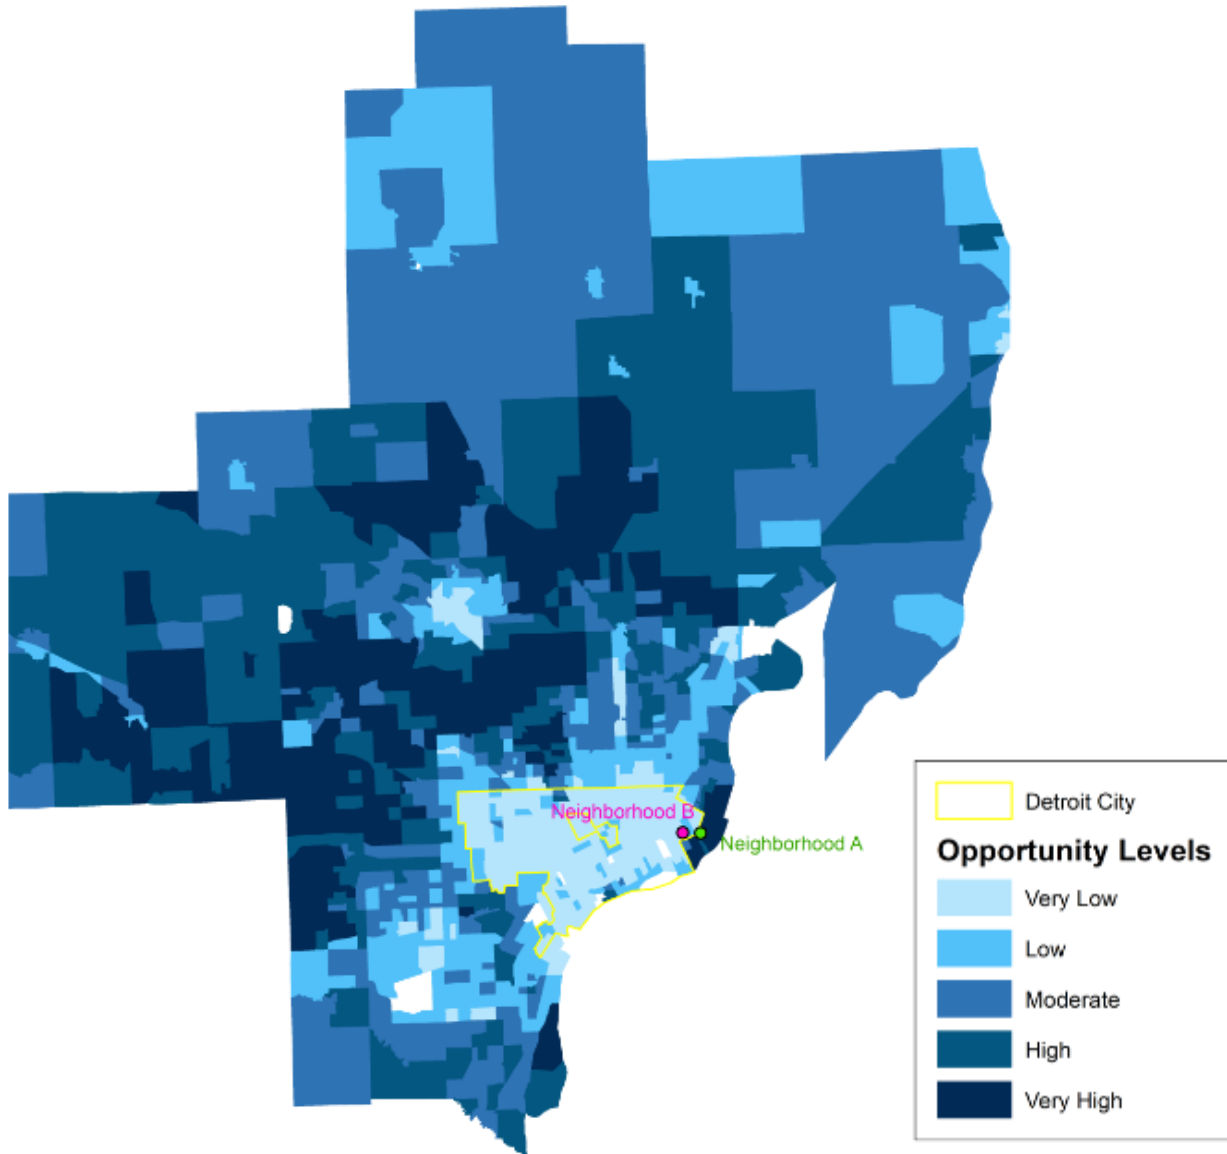 Neighborhood B
Neighborhood A
Detroit City
Opportunity Levels
Very Low
Low
Moderate
High
Very High